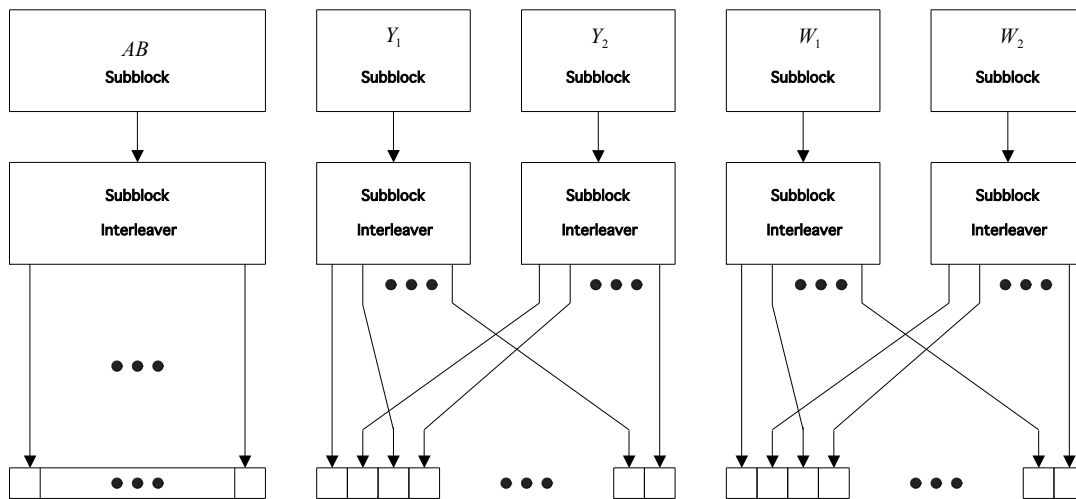 AB
Subblock
Y₁
Subblock
Y₂
Subblock
W₁
Subblock
W₂
Subblock
Subblock
Interleaver
Subblock
Interleaver
Subblock
Interleaver
Subblock
Interleaver
Subblock
Interleaver